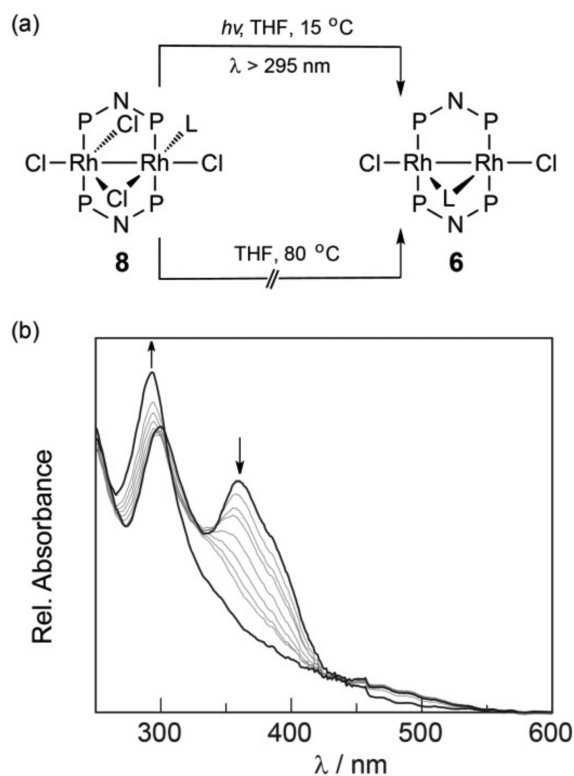 (a)
hν, THF, 15 °C
λ > 295 nm
N
P P L
Cl
Cl Rh Rh Cl
Cl
P P
N
8
N
P P
Cl Rh Rh Cl
L
P P
N
6
THF, 80 °C
(b)
Rel. Absorbance
300 400 500 600
λ / nm